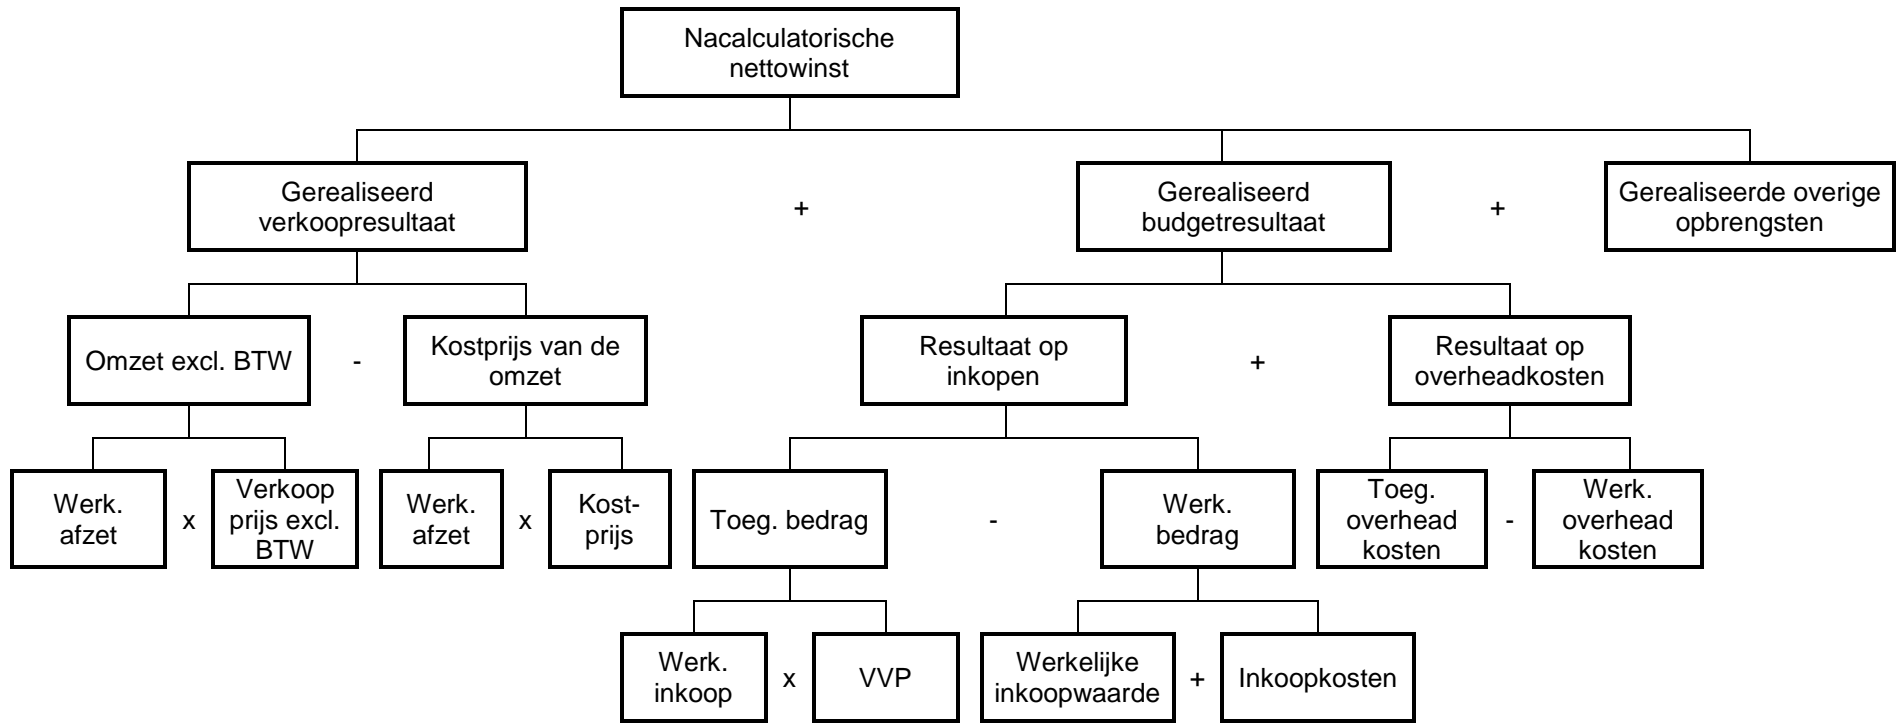 Nacalculatorische
nettowinst
Gerealiseerd
verkoopresultaat
+
Gerealiseerd
budgetresultaat
+
Gerealiseerde overige
opbrengsten
Omzet excl. BTW
-
Kostprijs van de
omzet
Resultaat op
inkopen
+
Resultaat op
overheadkosten
Werk.
afzet
x
Verkoop
prijs excl.
BTW
Werk.
afzet
x
Kost-
prijs
Toeg. bedrag
-
Werk.
bedrag
Toeg.
overhead
kosten
-
Werk.
overhead
kosten
Werk.
inkoop
x
VVP
Werkelijke
inkoopwaarde
+
Inkoopkosten